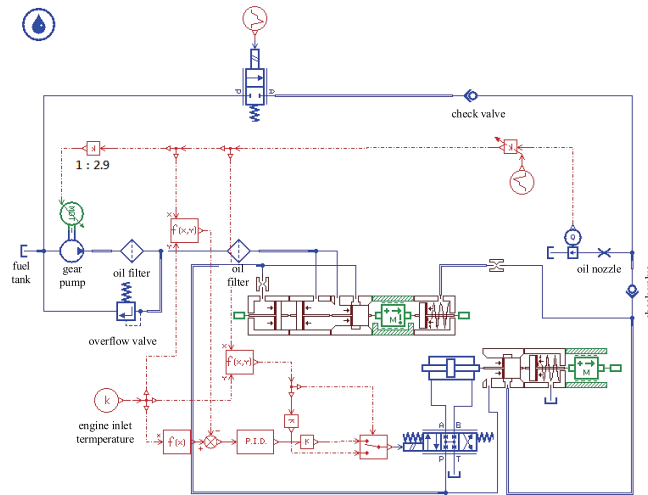 P
A
check valve
K
K
1 : 2.9
MOT
X
f(x,y)
Y
Q
fuel
tank
gear
pump
oil filter
oil
filter
oil nozzle
M
overflow valve
X
f(x,y)
Y
M
k
engine inlet
termperature
K
x
f(x)
-
+
P.I.D.
K
A B
P T